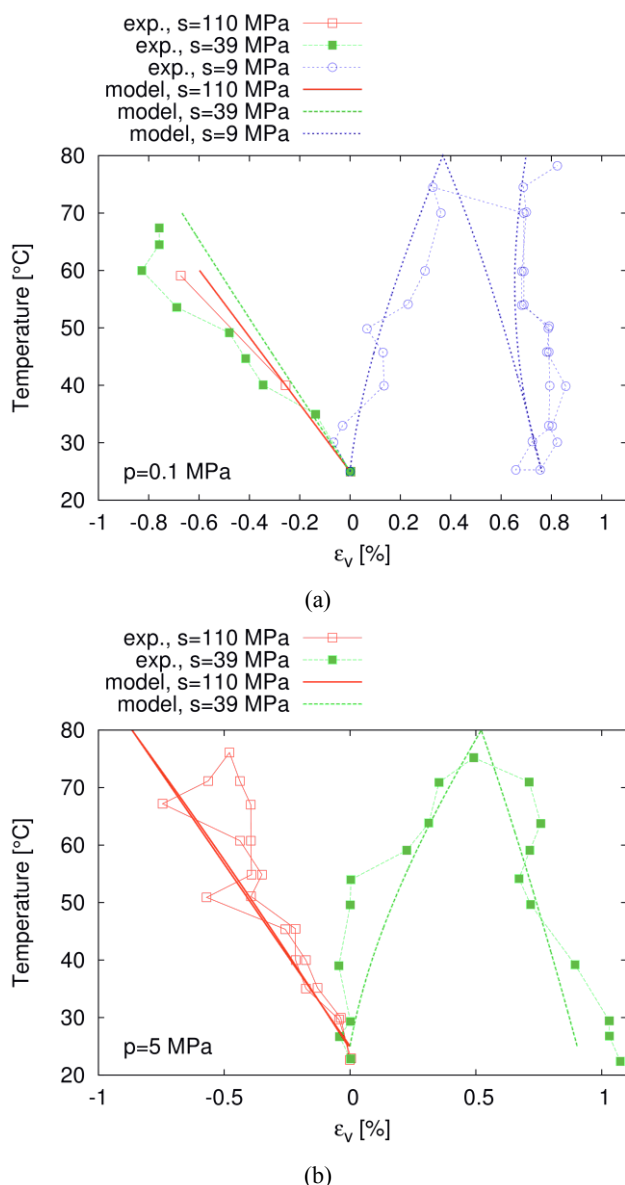 exp., s=110 MPa
exp., s=39 MPa
exp., s=9 MPa
model, s=110 MPa
model, s=39 MPa
model, s=9 MPa
80
70
60
50
40
30
20
Temperature [°C]
p=0.1 MPa
-1 -0.8 -0.6 -0.4 -0.2 0 0.2 0.4 0.6 0.8 1
εv [%]
(a)
exp., s=110 MPa
exp., s=39 MPa
model, s=110 MPa
model, s=39 MPa
80
70
60
50
40
30
20
Temperature [°C]
p=5 MPa
-1 -0.5 0 0.5 1
εv [%]
(b)